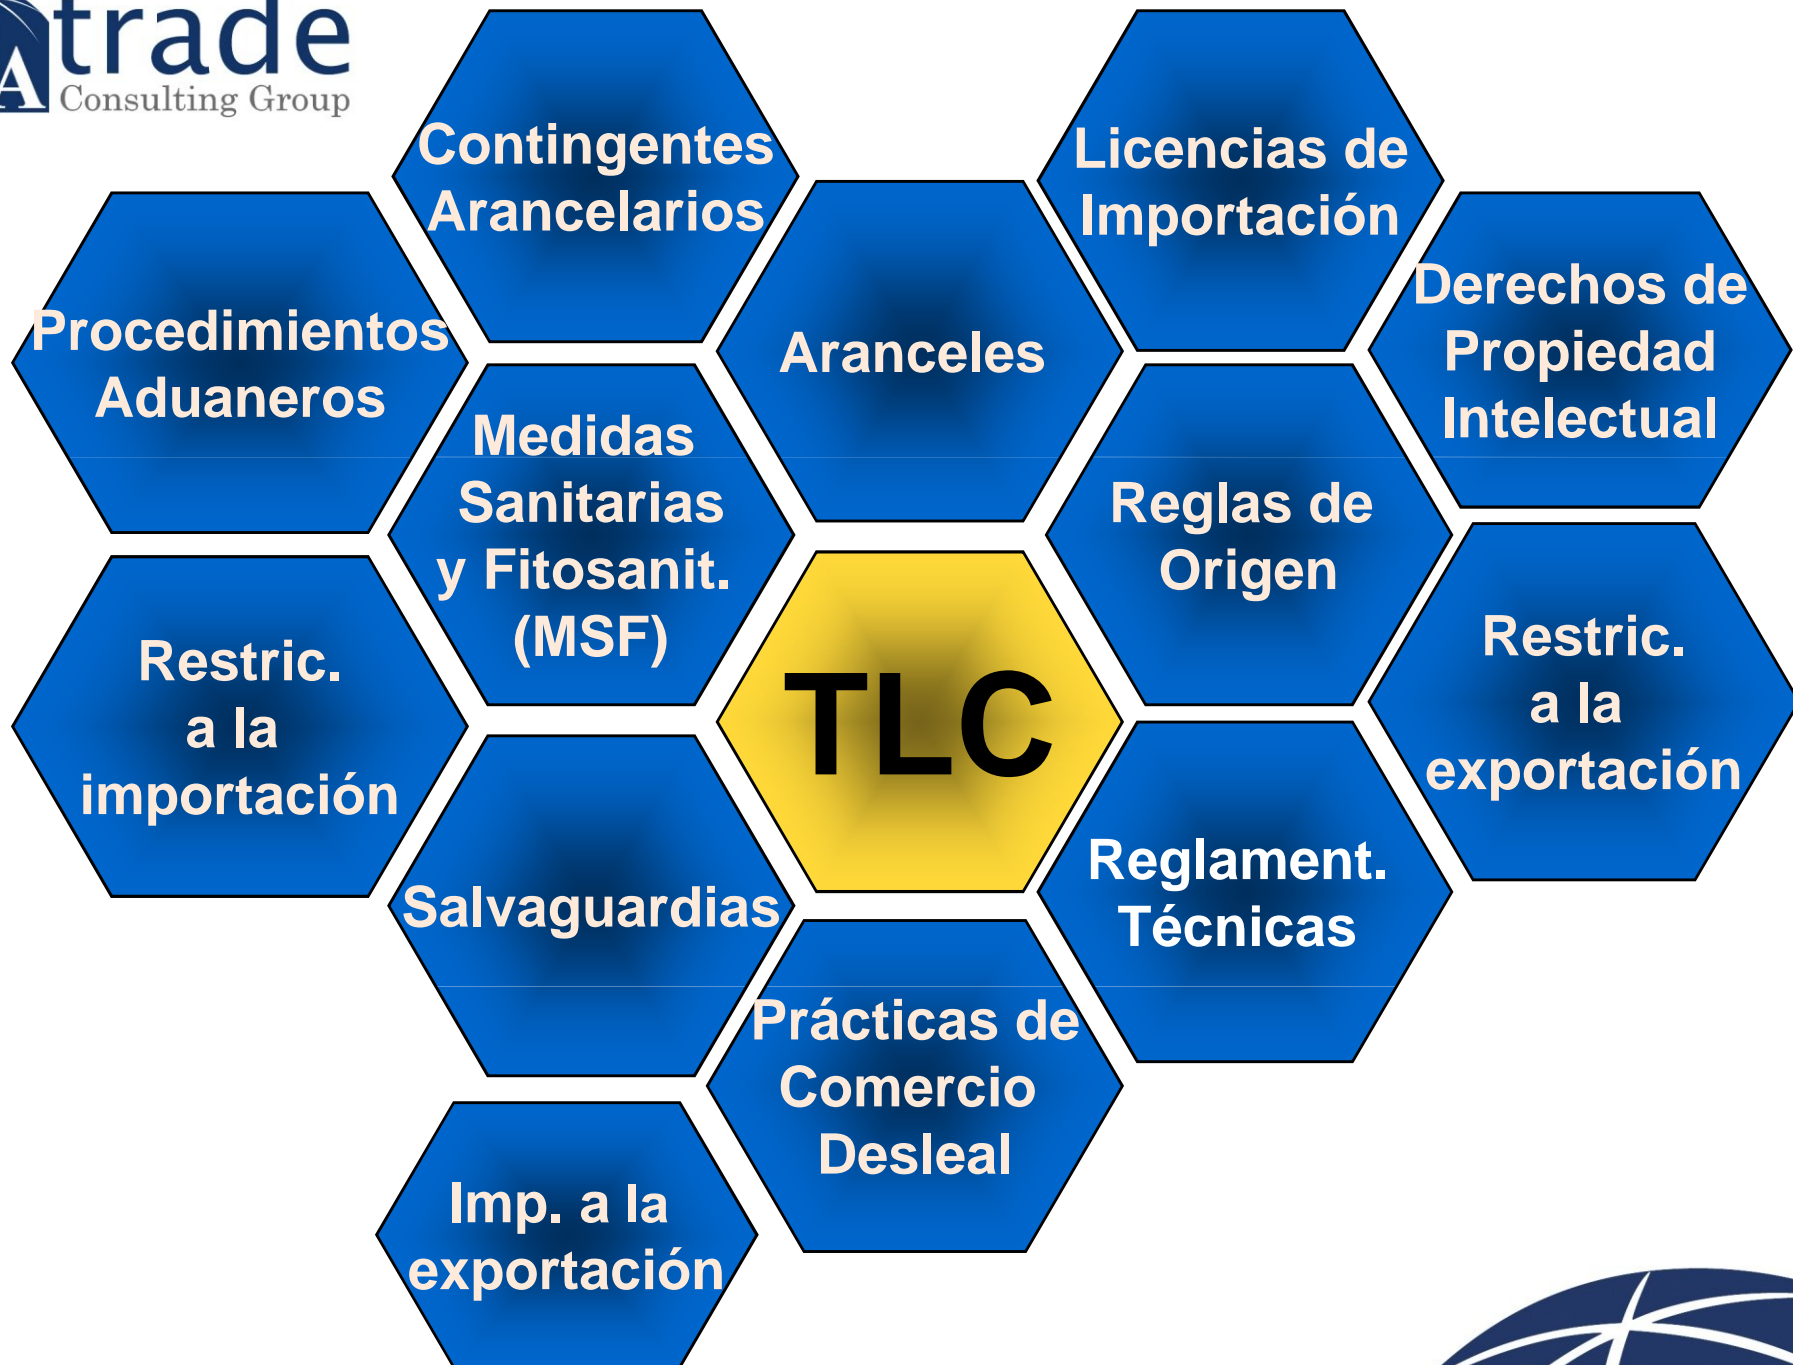 Atrade
Consulting Group
Contingentes
Arancelarios
Licencias de
Importación
Procedimientos
Aduaneros
Aranceles
Derechos de
Propiedad
Intelectual
Medidas
Sanitarias
y Fitosanit.
(MSF)
Reglas de
Origen
Restric.
a la
importación
TLC
Restric.
a la
exportación
Salvaguardias
Reglament.
Técnicas
Prácticas de
Comercio
Desleal
Imp. a la
exportación